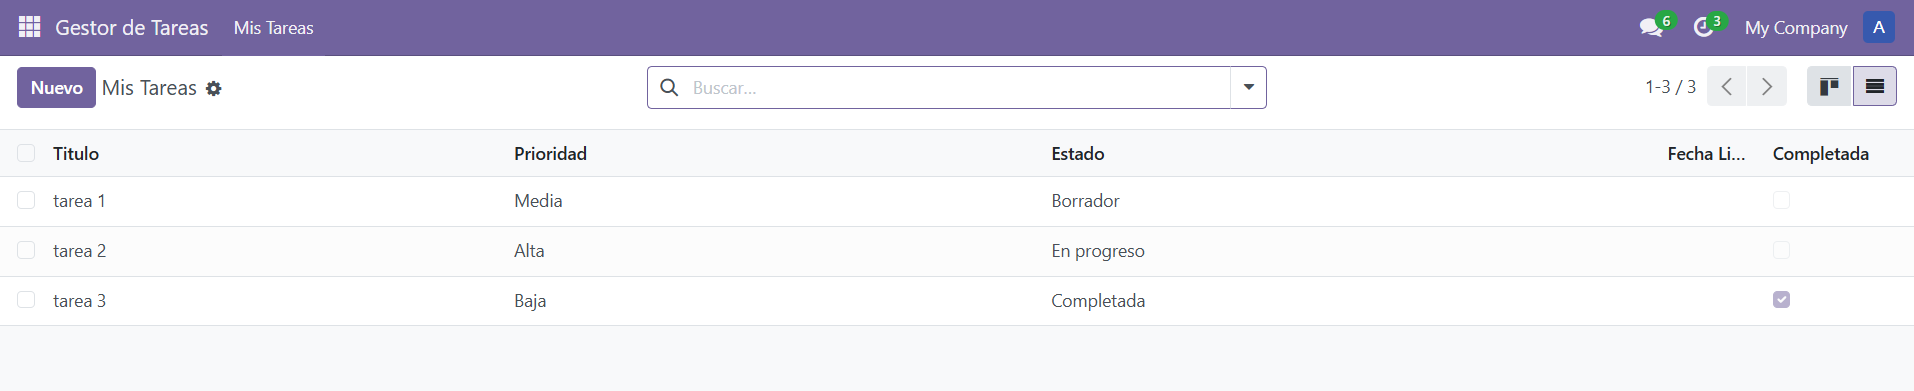 Gestor de Tareas Mis Tareas 6 3 My Company A
Nuevo Mis Tareas Buscar... 1-3 / 3
Titulo Prioridad Estado Fecha Li... Completada
tarea 1 Media Borrador
tarea 2 Alta En progreso
tarea 3 Baja Completada